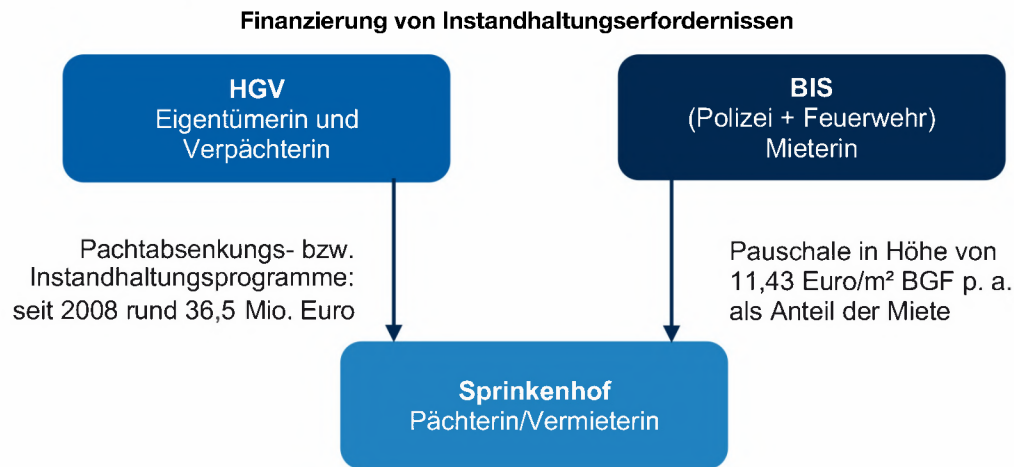 Finanzierung von Instandhaltungserfordernissen
HGV
Eigentümerin und
Verpächterin
BIS
(Polizei + Feuerwehr)
Mieterin
Pachtabsenkungs- bzw.
Instandhaltungsprogramme:
seit 2008 rund 36,5 Mio. Euro
Pauschale in Höhe von
11,43 Euro/m² BGF p. a.
als Anteil der Miete
Sprinkenhof
Pächterin/Vermieterin